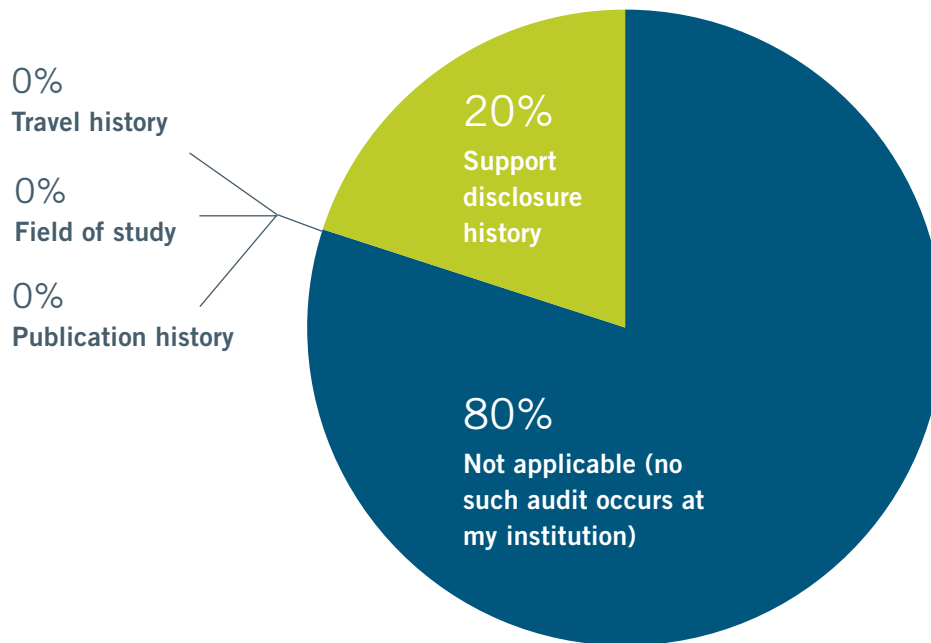 0%
Travel history
0%
Field of study
0%
Publication history
20%
Support
disclosure
history
80%
Not applicable (no
such audit occurs at
my institution)